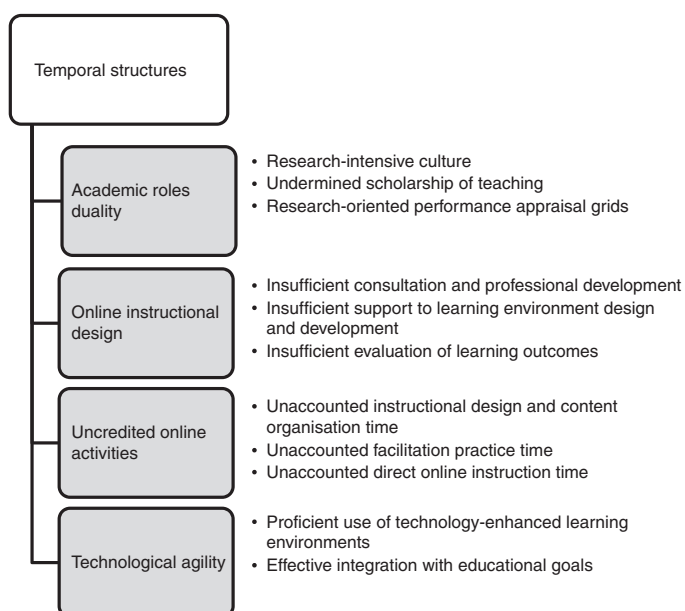 Temporal structures
Academic roles
duality
• Research-intensive culture
• Undermined scholarship of teaching
• Research-oriented performance appraisal grids
Online instructional
design
• Insufficient consultation and professional development
• Insufficient support to learning environment design
and development
• Insufficient evaluation of learning outcomes
Uncredited online
activities
• Unaccounted instructional design and content
organisation time
• Unaccounted facilitation practice time
• Unaccounted direct online instruction time
Technological agility
• Proficient use of technology-enhanced learning
environments
• Effective integration with educational goals